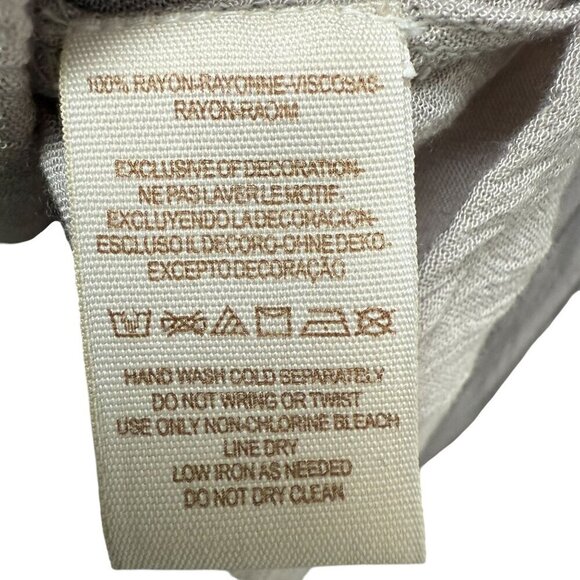 100% RAYON-RAYONNE-VISCOSAS-
RAYON-RAOMI
EXCLUSIVE OF DECORATION-
NE PAS LAVER LE MOTIF-
EXCLUYENDO LA DECORACION-
ESCLUSO IL DECORO-OHNE DEKO-
EXCEPTO DECORAÇÃO
HAND WASH COLD SEPARATELY
DO NOT WRING OR TWIST
USE ONLY NON-CHLORINE BLEACH
LINE DRY
LOW IRON AS NEEDED
DO NOT DRY CLEAN